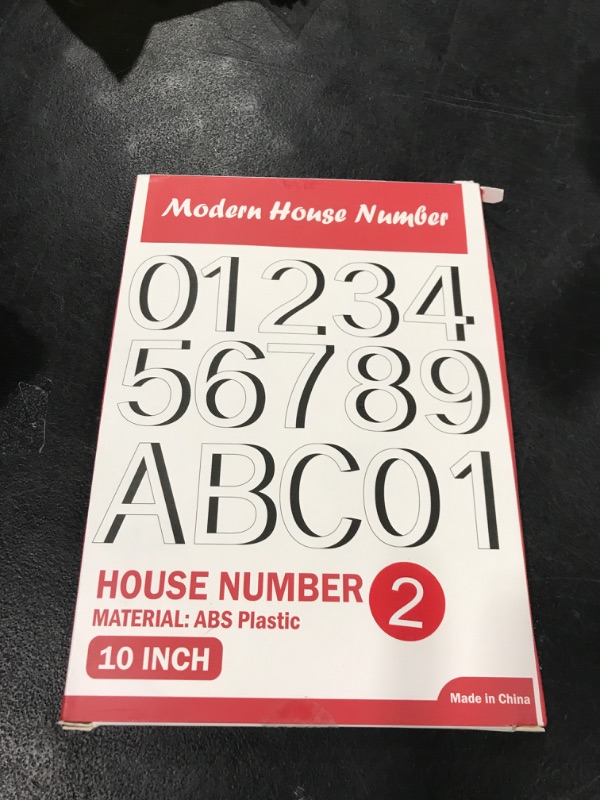 Modern House Number
01234
56789
ABC01
HOUSE NUMBER 2
MATERIAL: ABS Plastic
10 INCH
Made in China